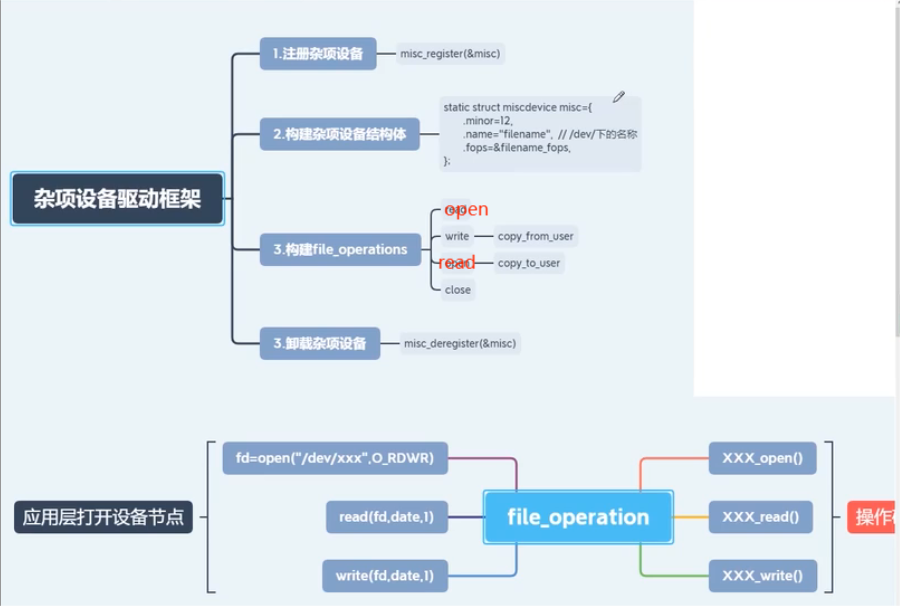 杂项设备驱动框架
1.注册杂项设备
misc_register(&misc)
2.构建杂项设备结构体
static struct miscdevice misc={
.minor=12,
.name="filename", // /dev/下的名称
.fops=&filename_fops,
};
3.构建file_operations
open
write
copy_from_user
read
copy_to_user
close
3.卸载杂项设备
misc_deregister(&misc)
应用层打开设备节点
fd=open("/dev/xxx",O_RDWR)
read(fd,date,1)
write(fd,date,1)
file_operation
XXX_open()
XXX_read()
XXX_write()
操作